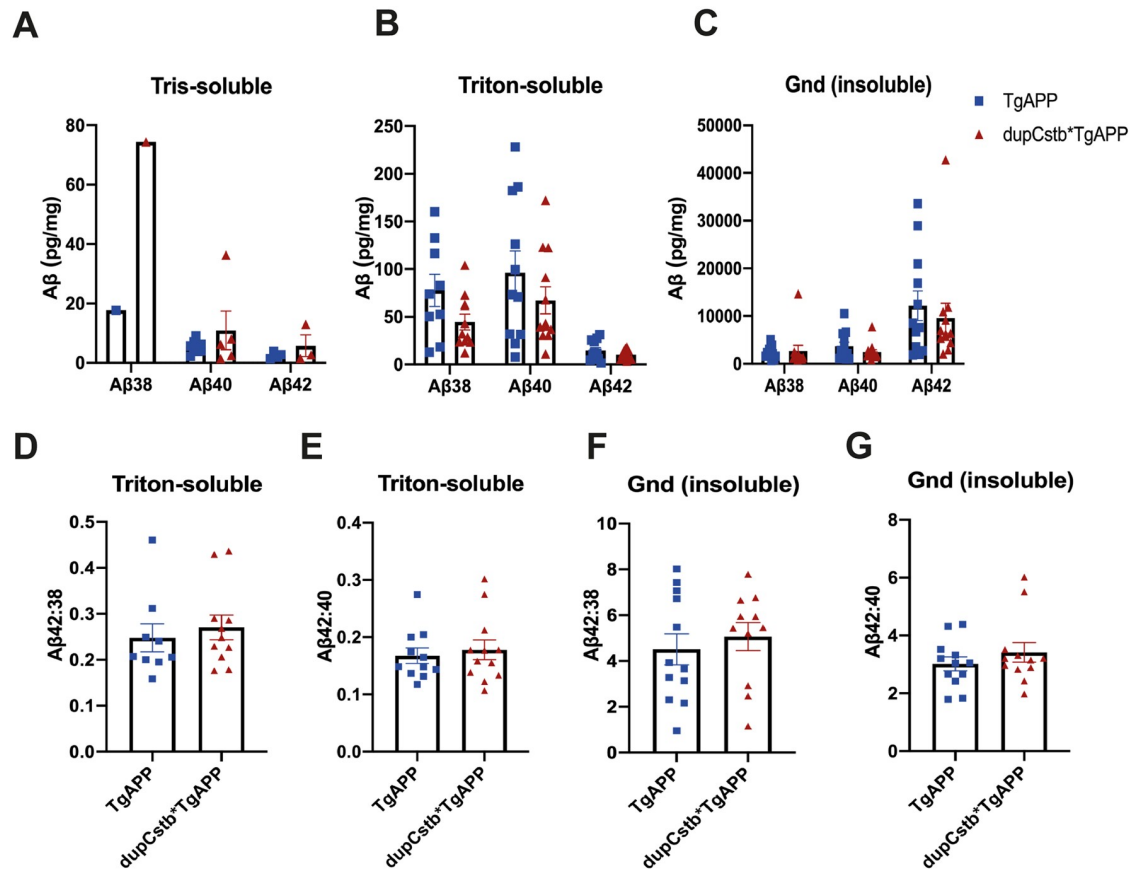 A
B
C
Tris-soluble
Triton-soluble
Gnd (insoluble)
TgAPP
dupCstb*TgAPP
Aβ (pg/mg)
80
60
40
20
0
Aβ38
Aβ40
Aβ42
Aβ (pg/mg)
250
200
150
100
50
0
Aβ38
Aβ40
Aβ42
Aβ (pg/mg)
50000
40000
30000
20000
10000
0
Aβ38
Aβ40
Aβ42
D
E
F
G
Triton-soluble
Triton-soluble
Gnd (insoluble)
Gnd (insoluble)
Aβ42:38
0.5
0.4
0.3
0.2
0.1
0.0
TgAPP
dupCstb*TgAPP
Aβ42:40
0.4
0.3
0.2
0.1
0.0
TgAPP
dupCstb*TgAPP
Aβ42:38
10
8
6
4
2
0
TgAPP
dupCstb*TgAPP
Aβ42:40
8
6
4
2
0
TgAPP
dupCstb*TgAPP